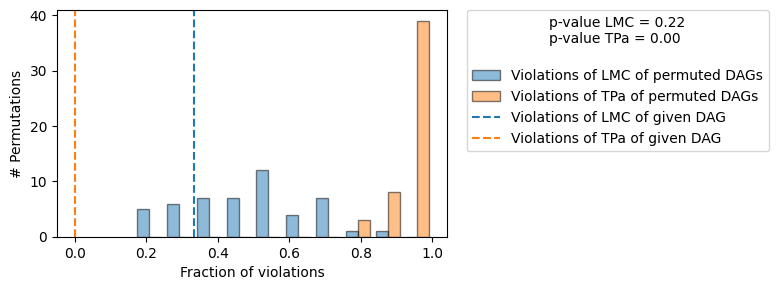 40
30
20
10
0
# Permutations
0.0 0.2 0.4 0.6 0.8 1.0
Fraction of violations
p-value LMC = 0.22
p-value TPa = 0.00
Violations of LMC of permuted DAGs
Violations of TPa of permuted DAGs
Violations of LMC of given DAG
Violations of TPa of given DAG